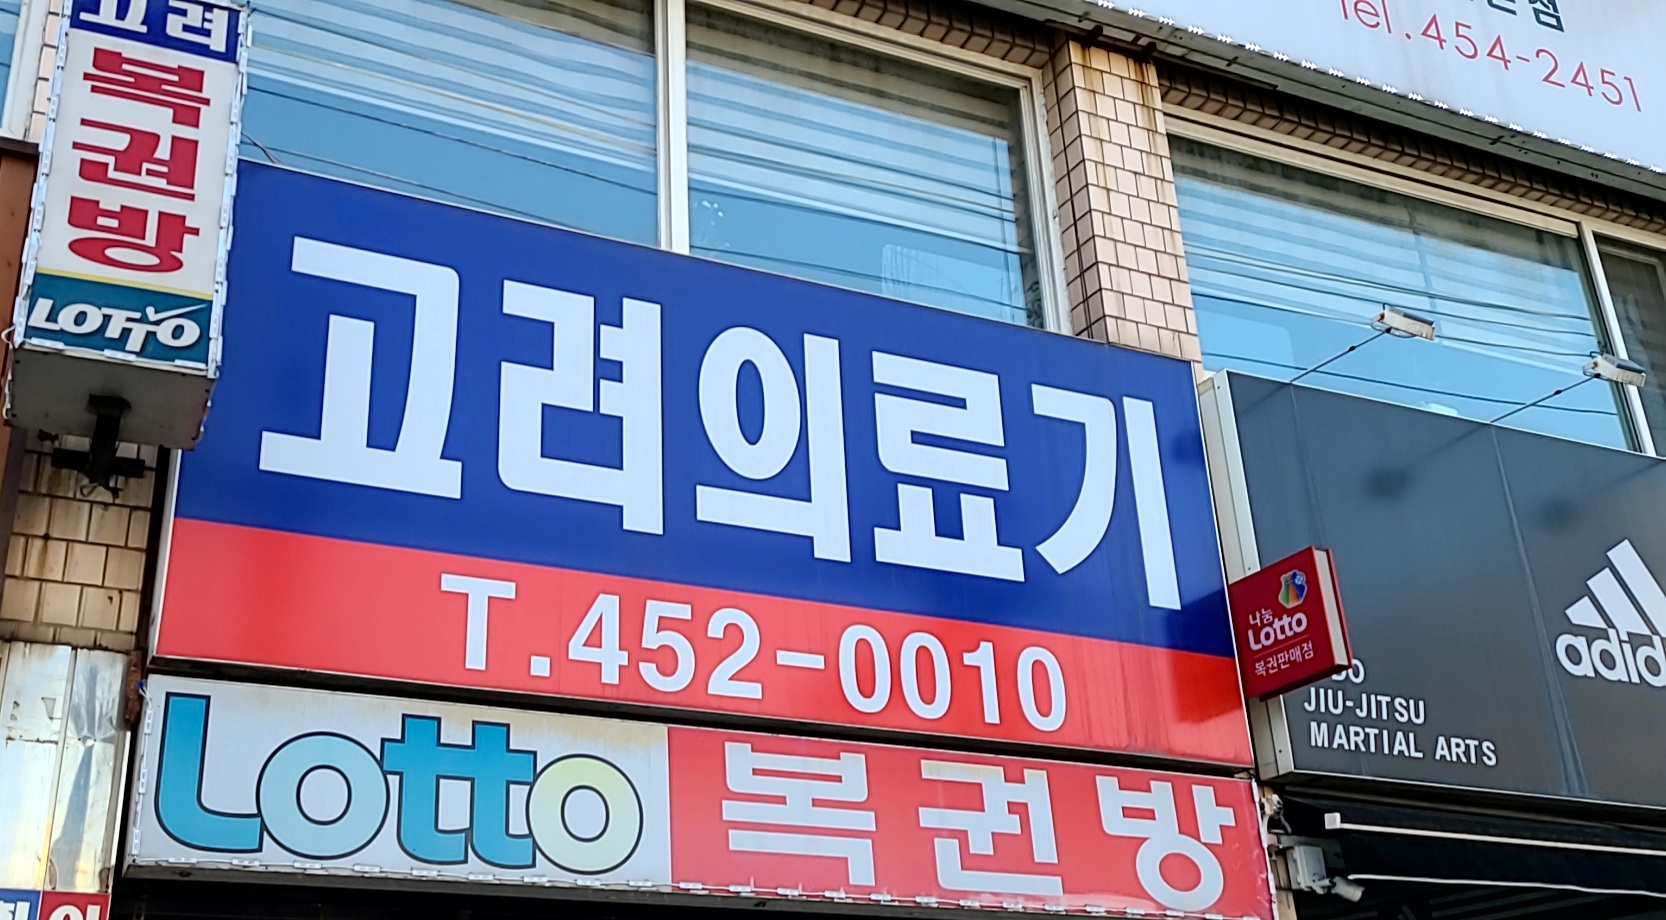 고려
복권방
LOTTO
Tel.454-2451
고려의료기
T.452-0010
Lotto 복권방
나눔
Lotto
복권판매점
JIU-JITSU
MARTIAL ARTS